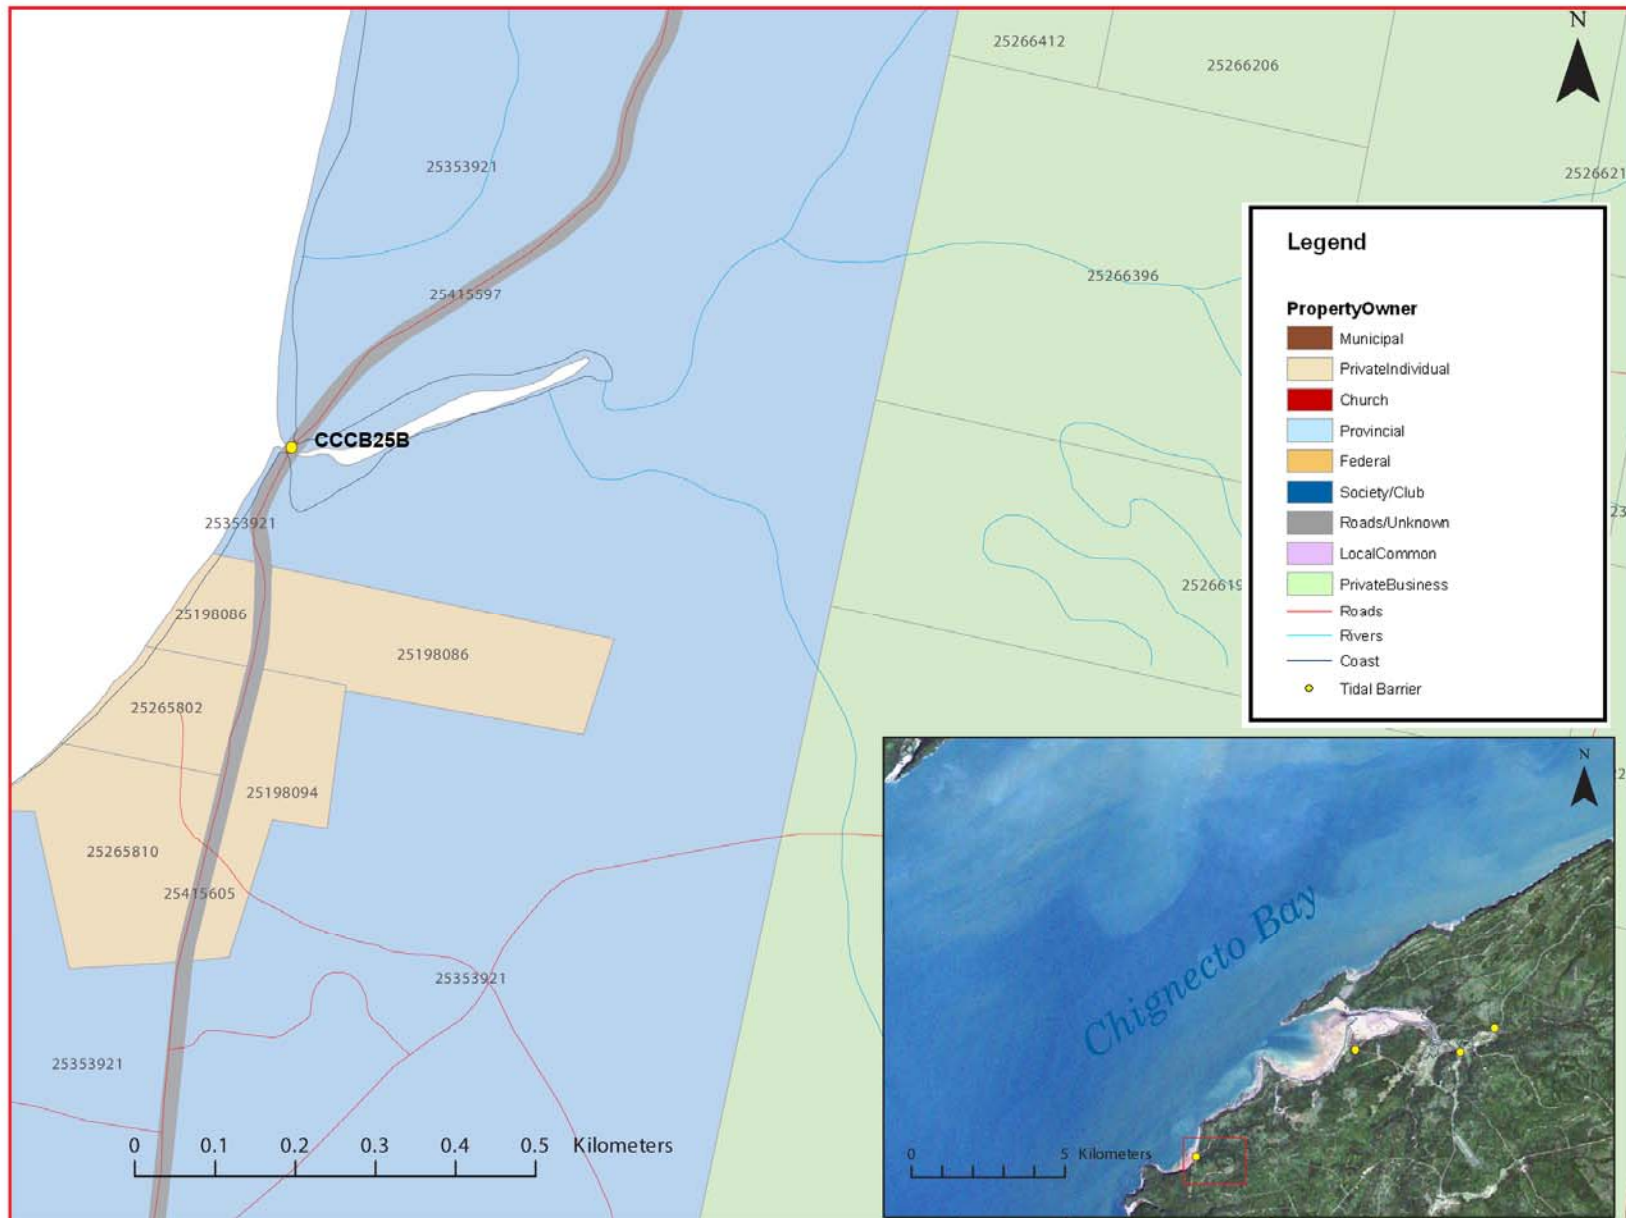 25266412
N
25266206
25353921
2526621
25415597
25266396
CCCB25B
25353921
25198086
25198086
25265802
25198094
25265810
25415605
25353921
25353921
0 0.1 0.2 0.3 0.4 0.5 Kilometers
2526619
Legend
PropertyOwner
Municipal
PrivateIndividual
Church
Provincial
Federal
Society/Club
Roads/Unknown
LocalCommon
PrivateBusiness
Roads
Rivers
Coast
Tidal Barrier
23
22
N
Chignecto Bay
0 5 Kilometers